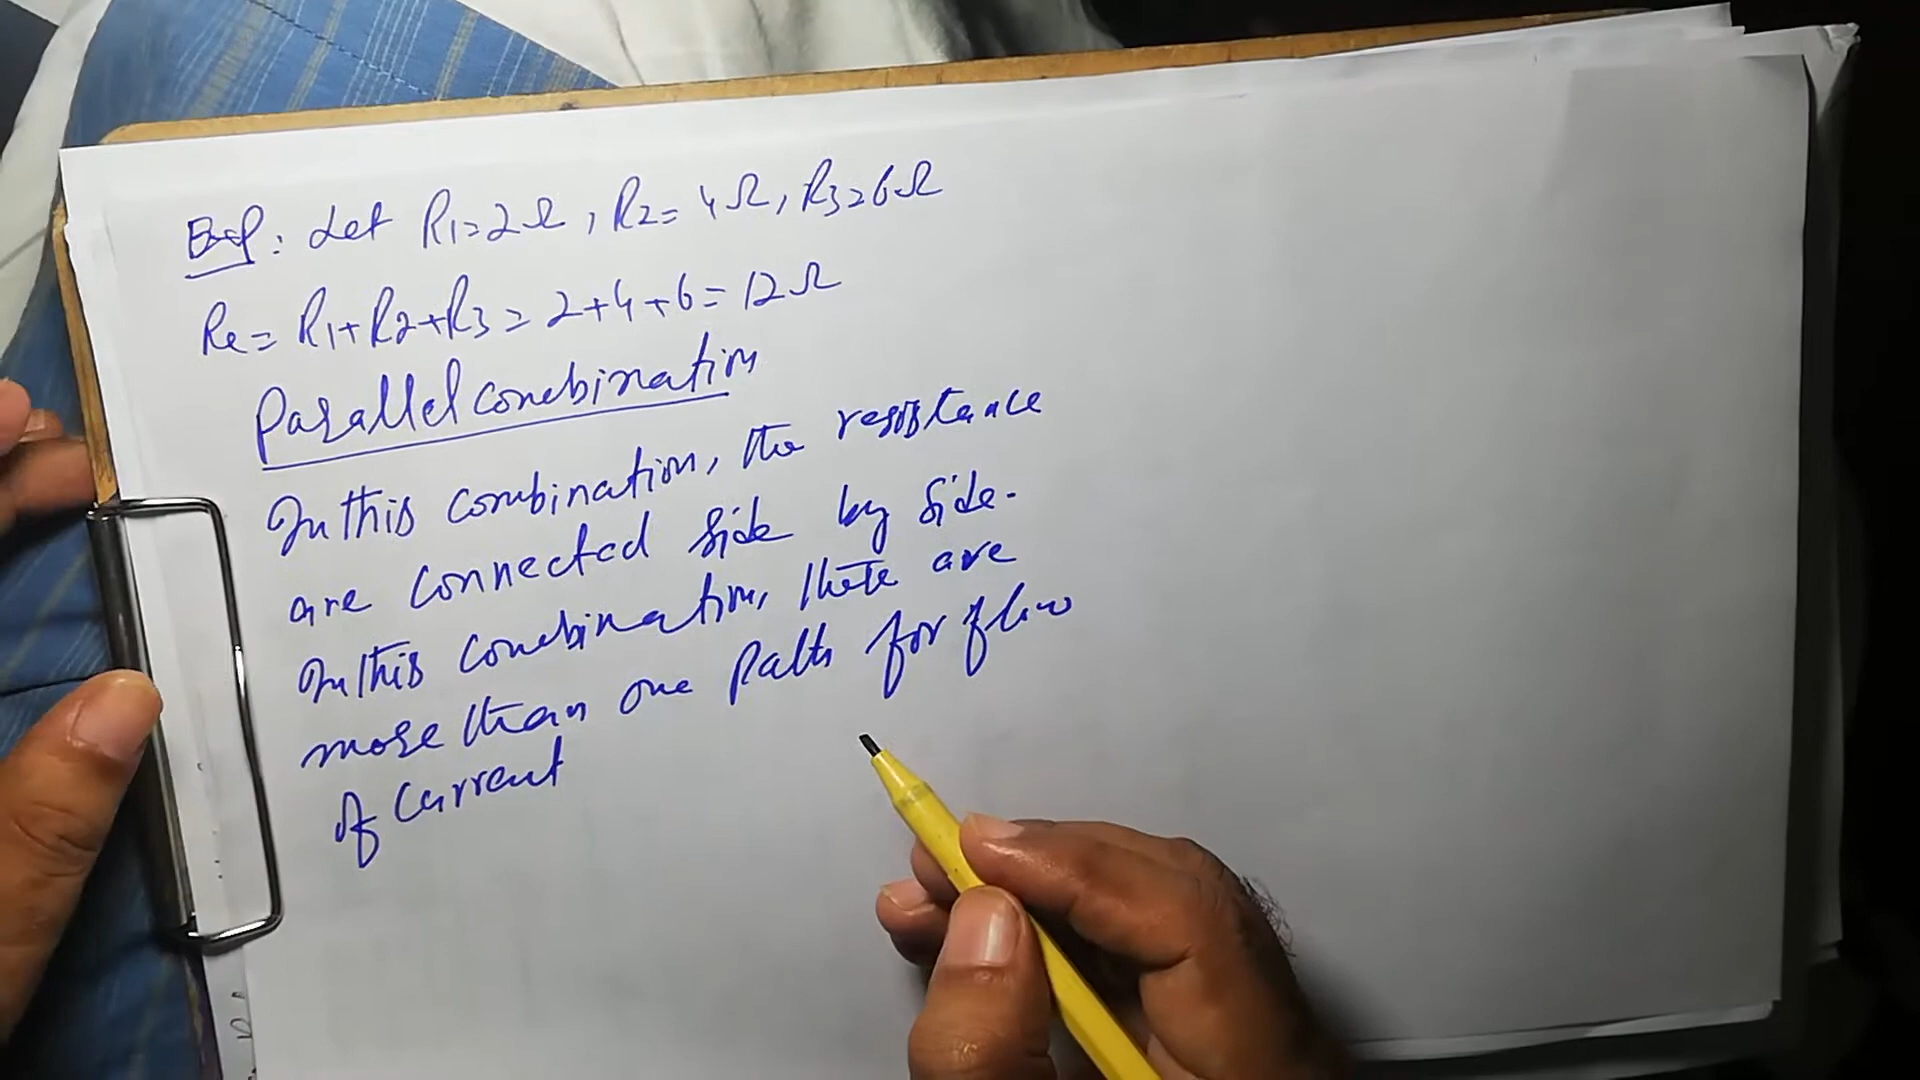 Exp: Let R1=2Ω, R2=4Ω, R3=6Ω
Re= R1+R2+R3= 2+4+6=12Ω
Parallel combination
In this combination, the resistance
are connected side by side.
In this combination, there are
more than one path for flow
of current